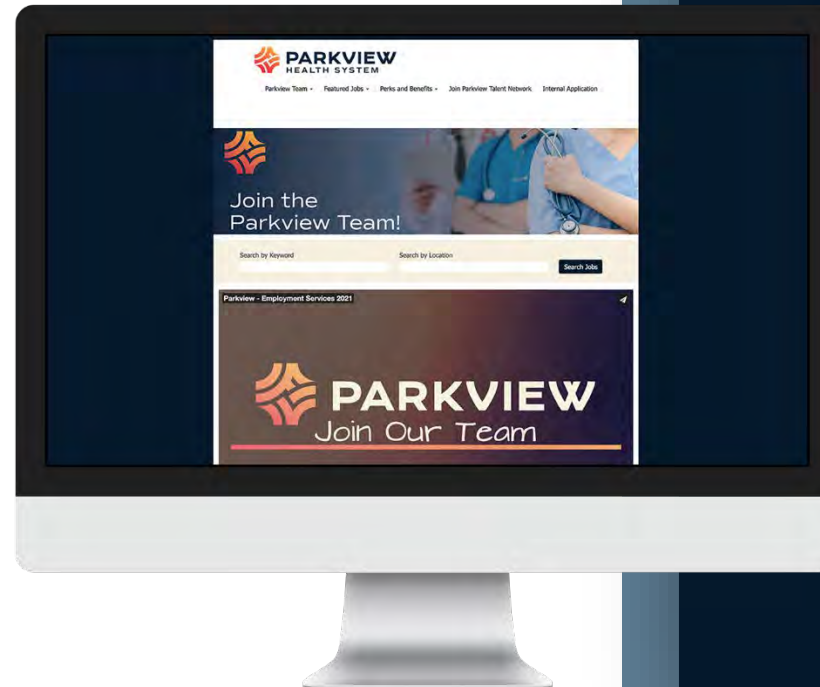 PARKVIEW
HEALTH SYSTEM
Parkview Team Featured Jobs Perks and Benefits Join Parkview Talent Network Internal Application
Join the
Parkview Team!
Search by Keyword Search by Location
Search Jobs
Parkview - Employment Services 2021
PARKVIEW
Join Our Team